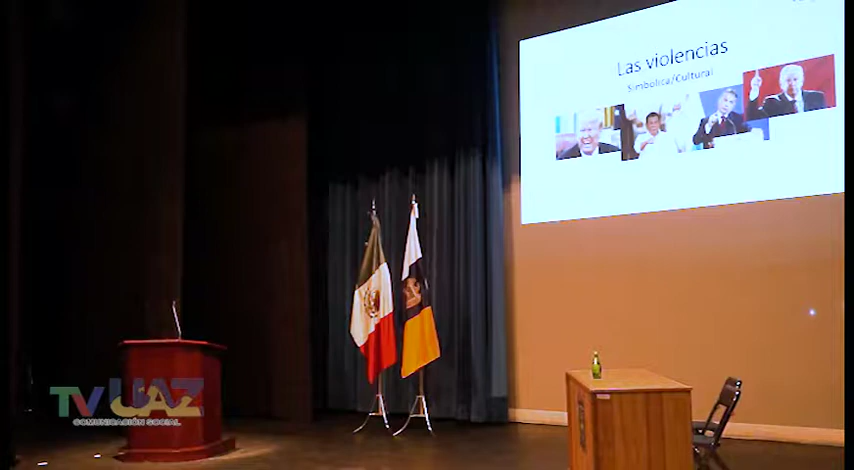 Las violencias
Simbólica/Cultural
TVUAZ
COMUNICACIÓN SOCIAL